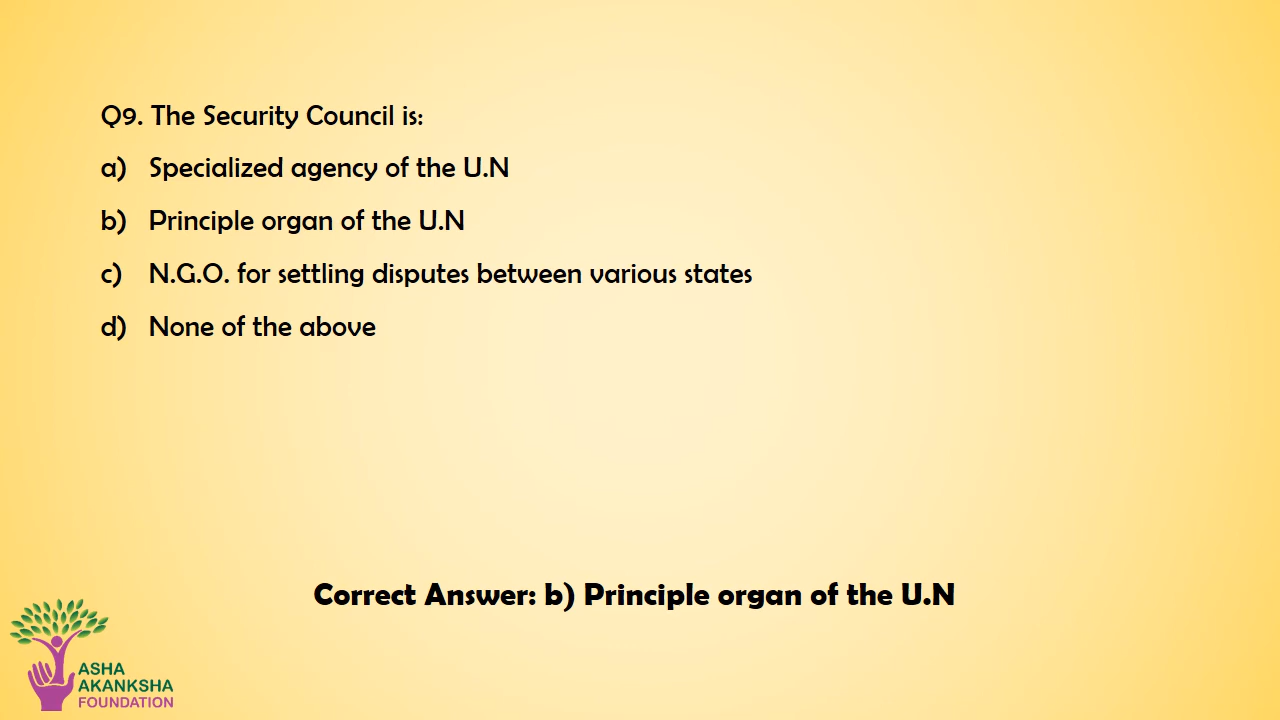 Q9. The Security Council is:
a) Specialized agency of the U.N
b) Principle organ of the U.N
c) N.G.O. for settling disputes between various states
d) None of the above
Correct Answer: b) Principle organ of the U.N
ASHA
AKANKSHA
FOUNDATION